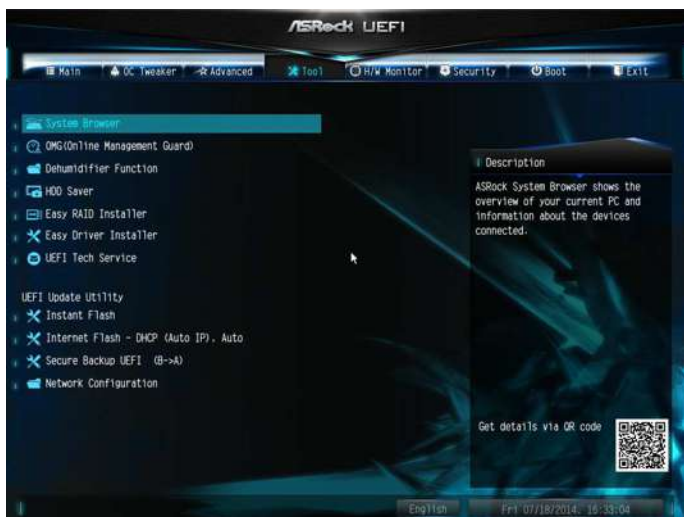 ASRock UEFI
Main OC Tweaker Advanced Tool H/W Monitor Security Boot Exit
System Browser
OMG(Online Management Guard)
Dehumidifier Function
HDD Saver
Easy RAID Installer
Easy Driver Installer
UEFI Tech Service
UEFI Update Utility
Instant Flash
Internet Flash - DHCP (Auto IP), Auto
Secure Backup UEFI (B->A)
Network Configuration
Description
ASRock System Browser shows the
overview of your current PC and
information about the devices
connected.
Get details via QR code
English
Fri 07/18/2014, 16:33:04